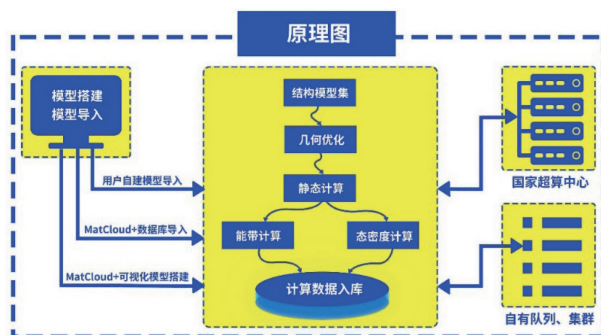 原理图
模型搭建
模型导入
用户自建模型导入
MatCloud+数据库导入
MatCloud+可视化模型搭建
结构模型集
几何优化
静态计算
能带计算
态密度计算
计算数据入库
国家超算中心
自有队列、集群